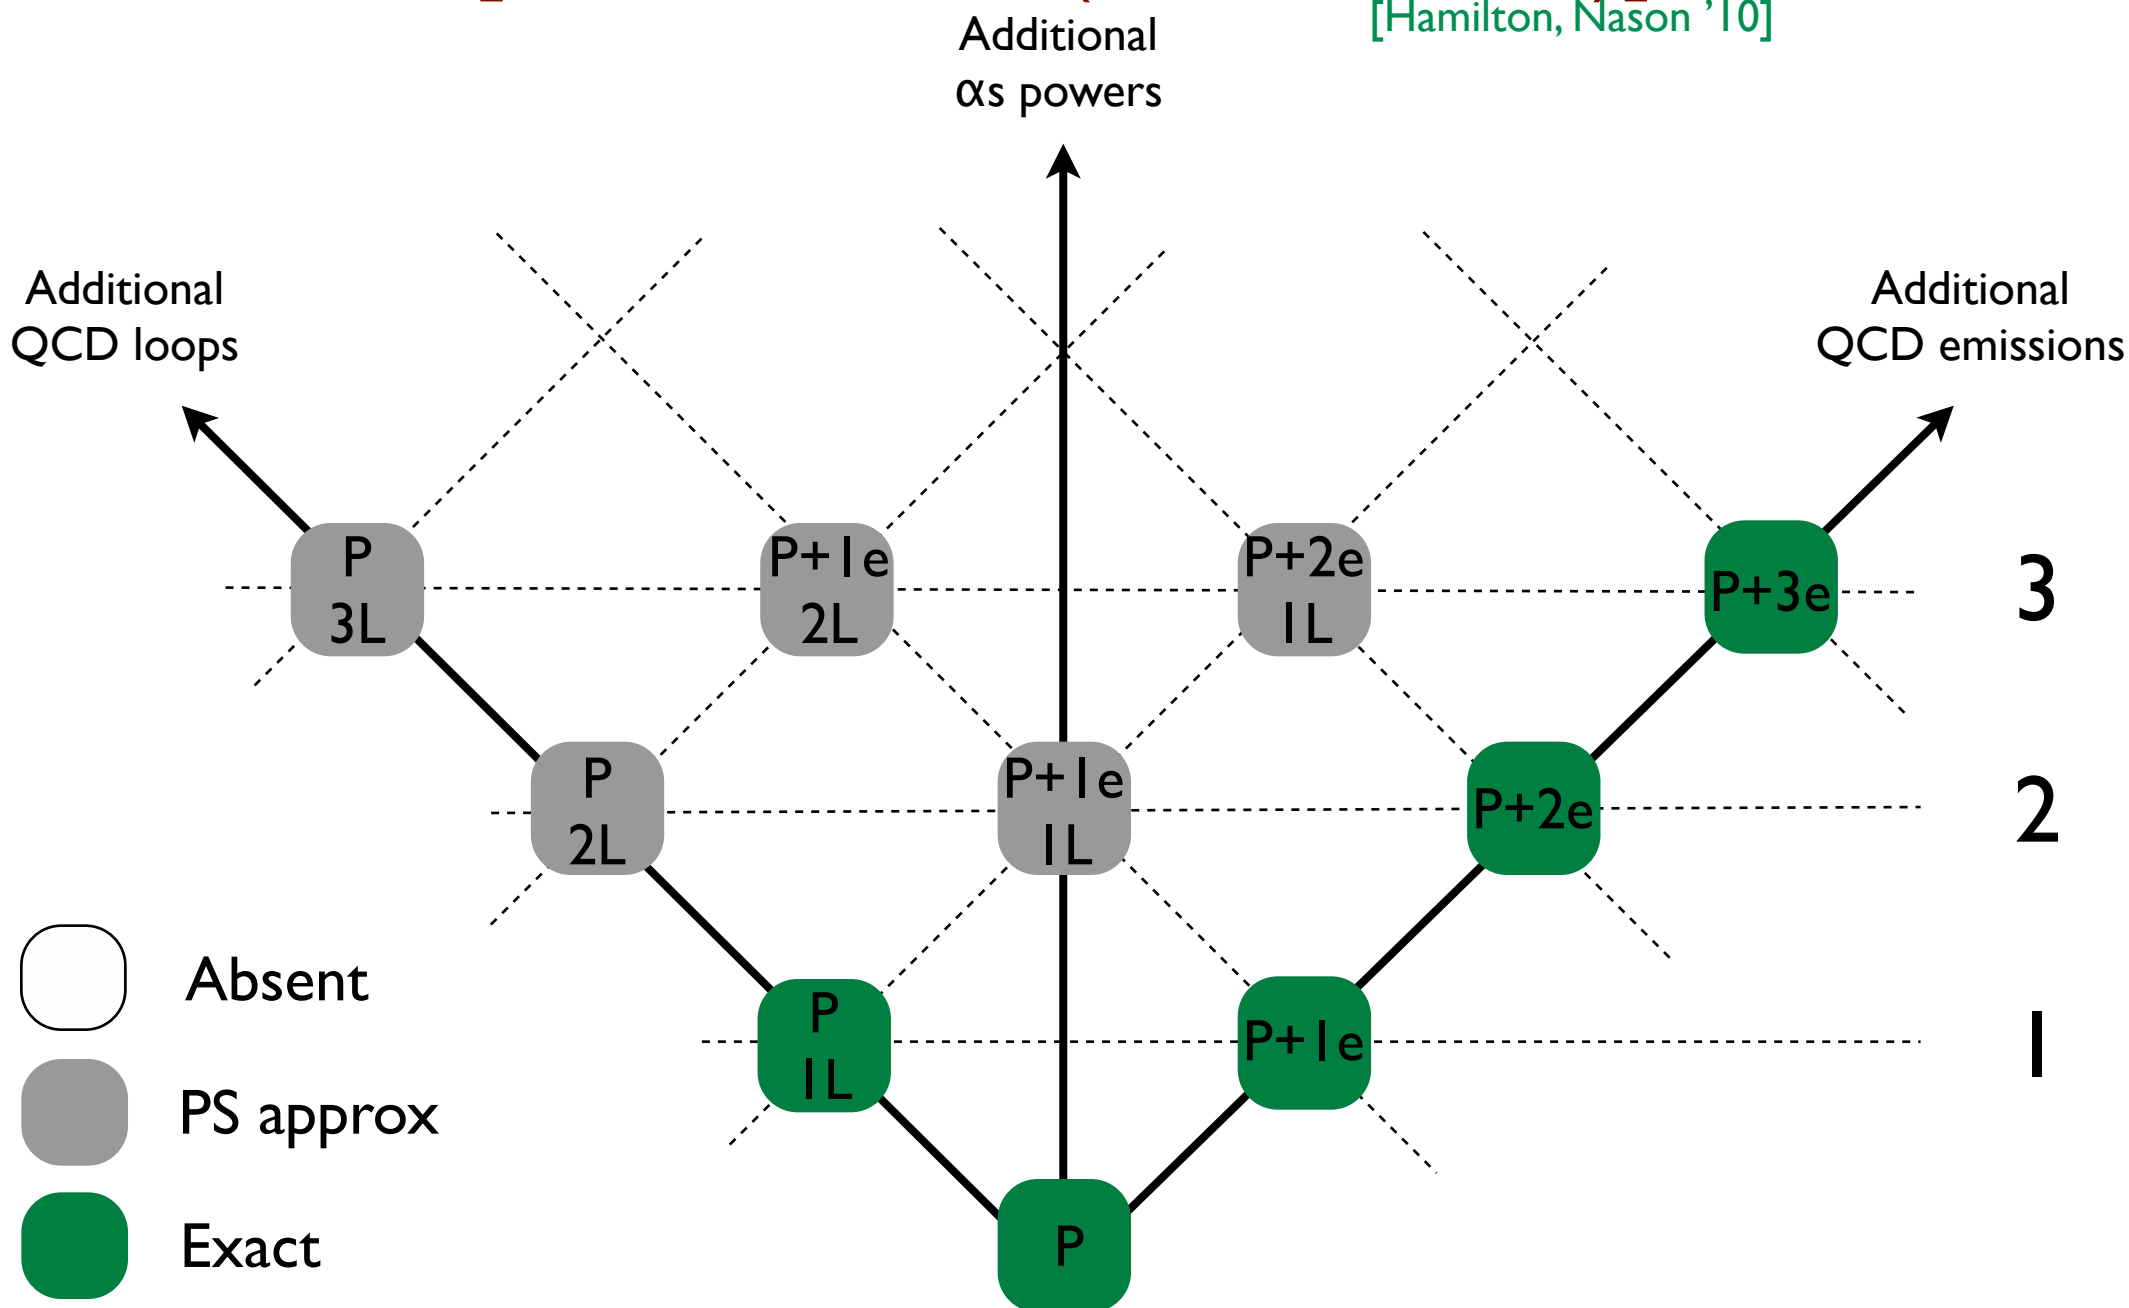 [Hamilton, Nason ’10]
Additional
αs powers
Additional
QCD loops
Additional
QCD emissions
P
3L
P+1e
2L
P+2e
1L
P+3e
3
P
2L
P+1e
1L
P+2e
2
P
1L
P+1e
1
P
Absent
PS approx
Exact